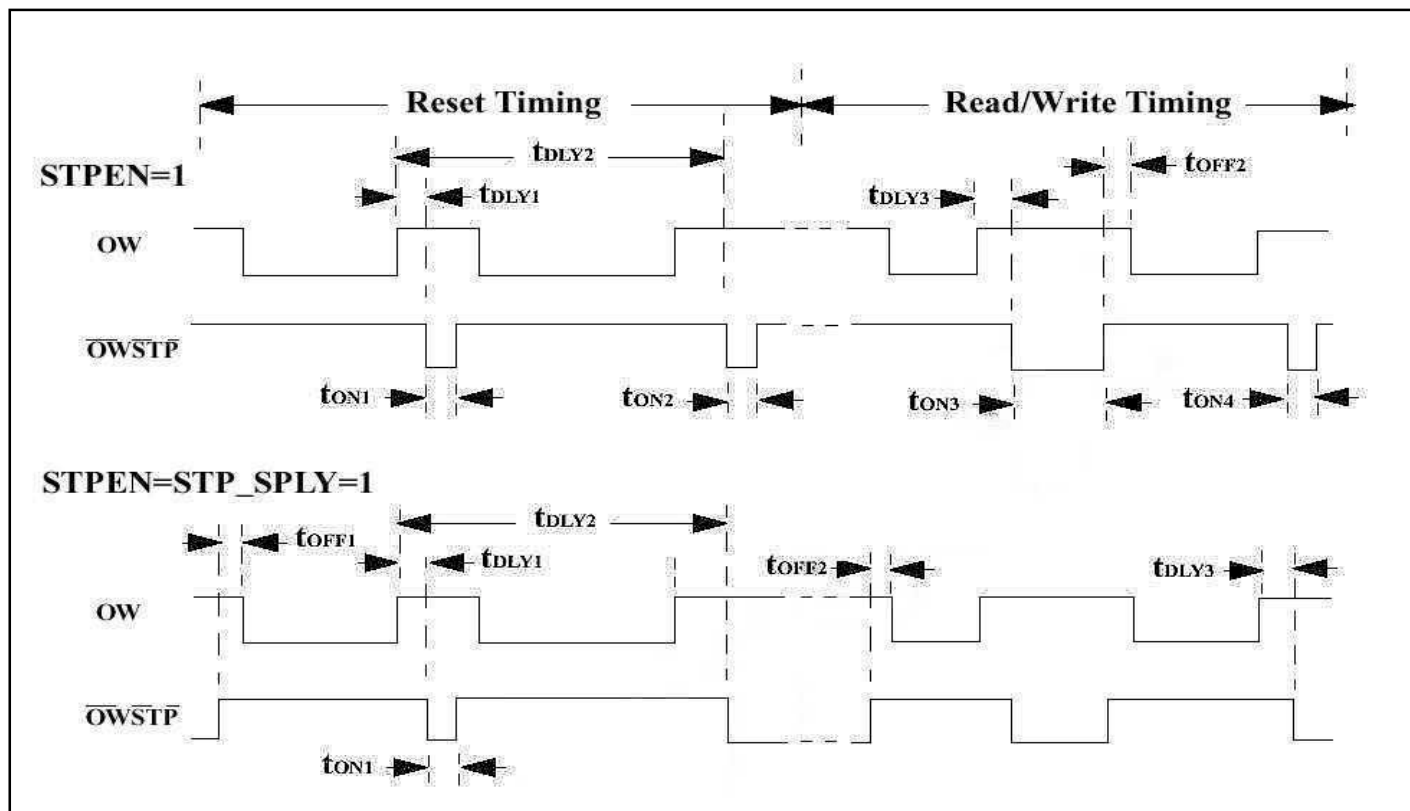 Reset Timing
Read/Write Timing
tDLY2
tOFF2
STPEN=1
tDLY1
tDLY3
OW
OWSTP
tON1
tON2
tON3
tON4
STPEN=STP_SPLY=1
tDLY2
tOFF1
tDLY1
tOFF2
tDLY3
OW
OWSTP
tON1